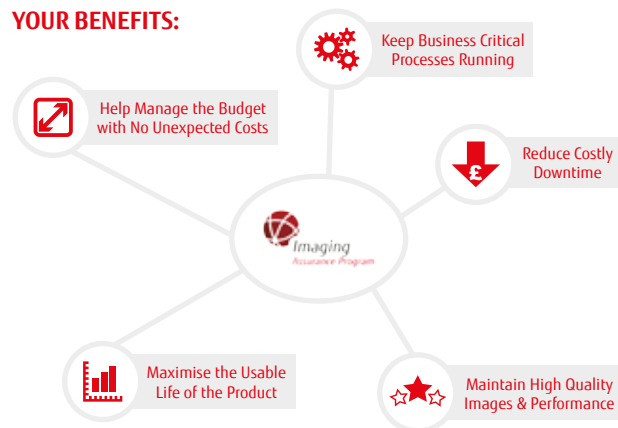 YOUR BENEFITS:
Keep Business Critical
Processes Running
Help Manage the Budget
with No Unexpected Costs
Reduce Costly
Downtime
£
Imaging
Assurance Program
Maximise the Usable
Life of the Product
Maintain High Quality
Images & Performance